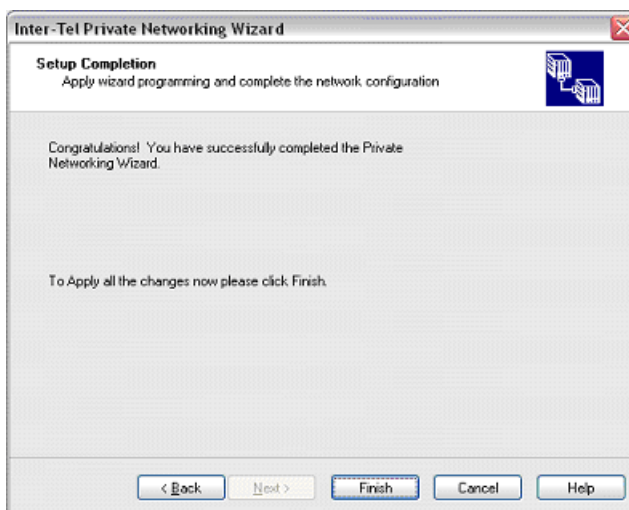 Inter-Tel Private Networking Wizard
Setup Completion
Apply wizard programming and complete the network configuration
Congratulations! You have successfully completed the Private
Networking Wizard.
To Apply all the changes now please click Finish.
< Back
Next >
Finish
Cancel
Help